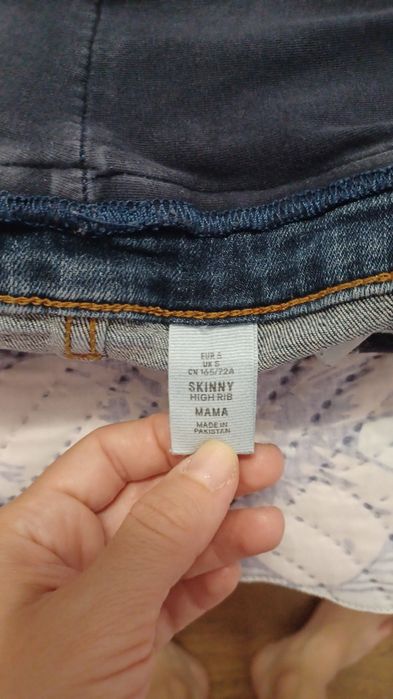 EUR S
UK S
CN 165/72A
SKINNY
HIGH RIB
MAMA
MADE IN
PAKISTAN